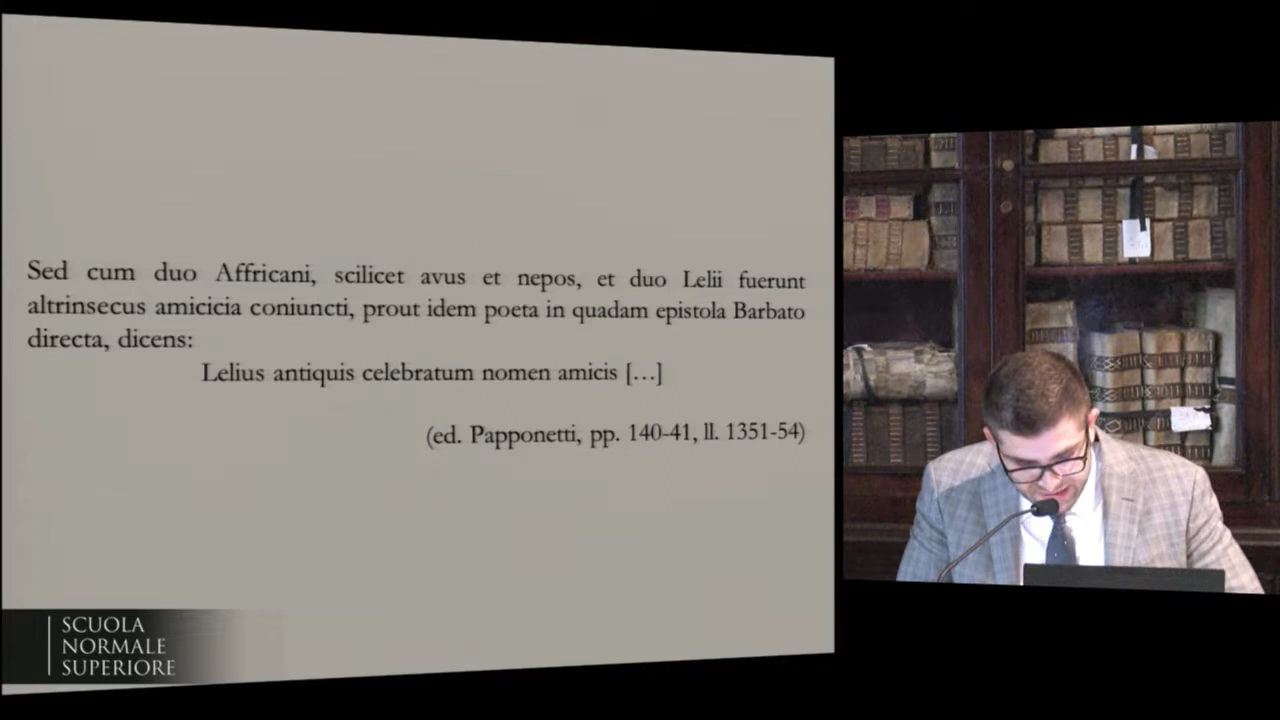 Sed cum duo Affricani, scilicet avus et nepos, et duo Lelii fuerunt
altrinsecus amicicia coniuncti, prout idem poeta in quadam epistola Barbato
directa, dicens:
Lelius antiquis celebratum nomen amicis […]
(ed. Papponetti, pp. 140-41, ll. 1351-54)
SCUOLA
NORMALE
SUPERIORE